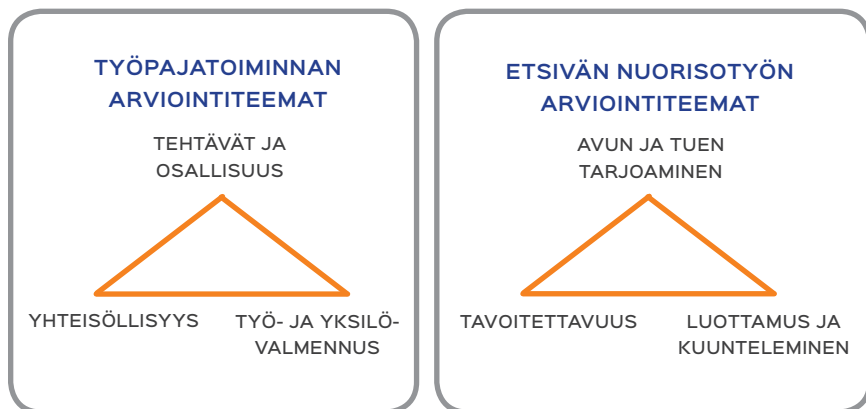 TYÖPAJATOIMINNAN
ARVIOINTITEEMAT
TEHTÄVÄT JA
OSALLISUUS
YHTEISÖLLISYYS
TYÖ- JA YKSILÖ-
VALMENNUS
ETSIVÄN NUORISOTYÖN
ARVIOINTITEEMAT
AVUN JA TUEN
TARJOAMINEN
TAVOITETTAVUUS
LUOTTAMUS JA
KUUNTELEMINEN